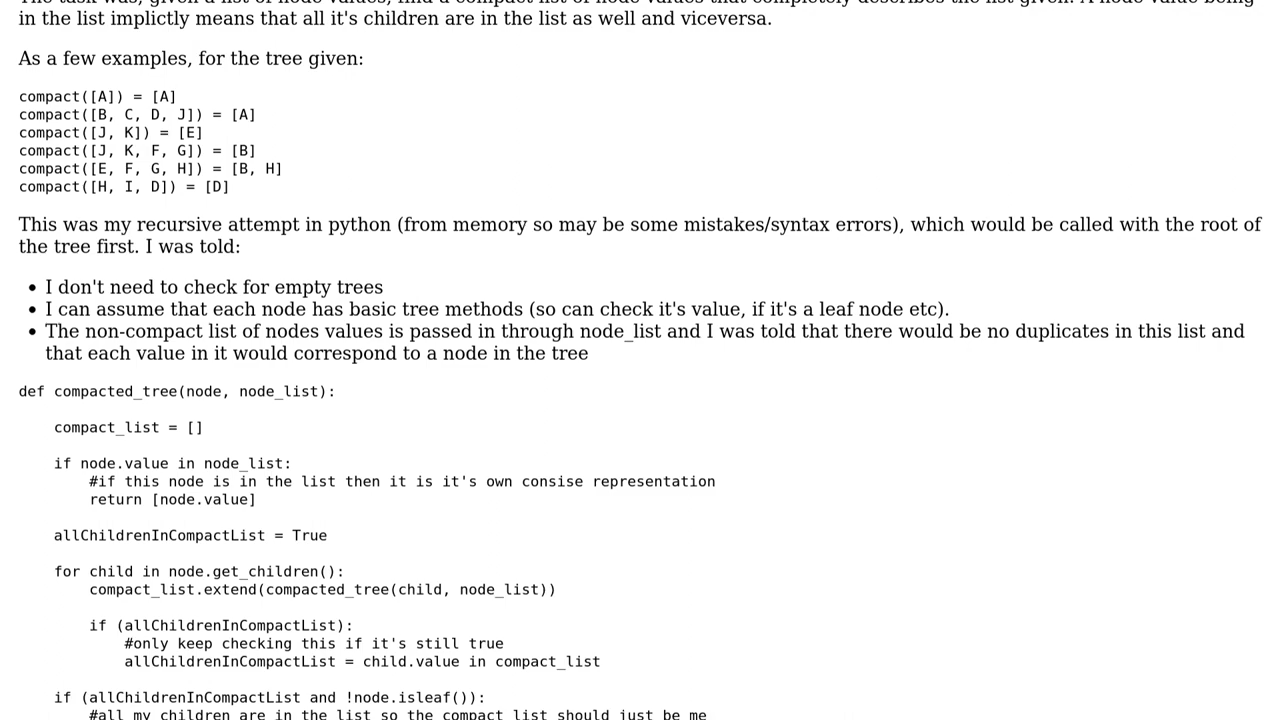 in the list implictly means that all it's children are in the list as well and viceversa.
As a few examples, for the tree given:
compact([A]) = [A]
compact([B, C, D, J]) = [A]
compact([J, K]) = [E]
compact([J, K, F, G]) = [B]
compact([E, F, G, H]) = [B, H]
compact([H, I, D]) = [D]
This was my recursive attempt in python (from memory so may be some mistakes/syntax errors), which would be called with the root of
the tree first. I was told:
• I don't need to check for empty trees
• I can assume that each node has basic tree methods (so can check it's value, if it's a leaf node etc).
• The non-compact list of nodes values is passed in through node_list and I was told that there would be no duplicates in this list and
that each value in it would correspond to a node in the tree
def compacted_tree(node, node_list):
    compact_list = []
    if node.value in node_list:
        #if this node is in the list then it is it's own consise representation
        return [node.value]
    allChildrenInCompactList = True
    for child in node.get_children():
        compact_list.extend(compacted_tree(child, node_list))
        if (allChildrenInCompactList):
            #only keep checking this if it's still true
            allChildrenInCompactList = child.value in compact_list
    if (allChildrenInCompactList and !node.isleaf()):
        #all my children are in the list so the compact list should just be me